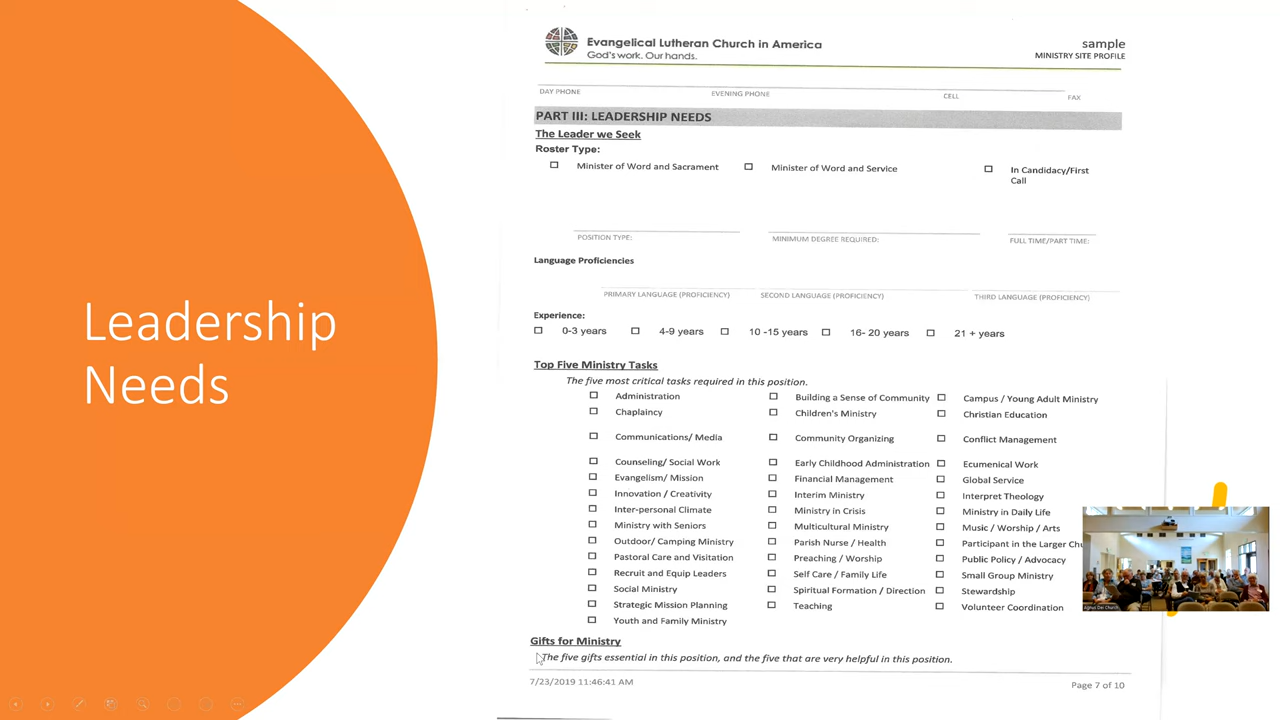 Leadership
Needs
Evangelical Lutheran Church in America
God's work. Our hands.
sample
MINISTRY SITE PROFILE
DAY PHONE EVENING PHONE CELL FAX
PART III: LEADERSHIP NEEDS
The Leader we Seek
Roster Type:
Minister of Word and Sacrament Minister of Word and Service In Candidacy/First
Call
POSITION TYPE: MINIMUM DEGREE REQUIRED: FULL TIME/PART TIME:
Language Proficiencies
PRIMARY LANGUAGE (PROFICIENCY) SECOND LANGUAGE (PROFICIENCY) THIRD LANGUAGE (PROFICIENCY)
Experience:
0-3 years 4-9 years 10 -15 years 16- 20 years 21 + years
Top Five Ministry Tasks
The five most critical tasks required in this position.
Administration Building a Sense of Community Campus / Young Adult Ministry
Chaplaincy Children's Ministry Christian Education
Communications/ Media Community Organizing Conflict Management
Counseling/ Social Work Early Childhood Administration Ecumenical Work
Evangelism/ Mission Financial Management Global Service
Innovation / Creativity Interim Ministry Interpret Theology
Inter-personal Climate Ministry in Crisis Ministry in Daily Life
Ministry with Seniors Multicultural Ministry Music / Worship / Arts
Outdoor/ Camping Ministry Parish Nurse / Health Participant in the Larger Chu
Pastoral Care and Visitation Preaching / Worship Public Policy / Advocacy
Recruit and Equip Leaders Self Care / Family Life Small Group Ministry
Social Ministry Spiritual Formation / Direction Stewardship
Strategic Mission Planning Teaching Volunteer Coordination
Youth and Family Ministry
Agnus Dei Church
Gifts for Ministry
The five gifts essential in this position, and the five that are very helpful in this position.
7/23/2019 11:46:41 AM Page 7 of 10